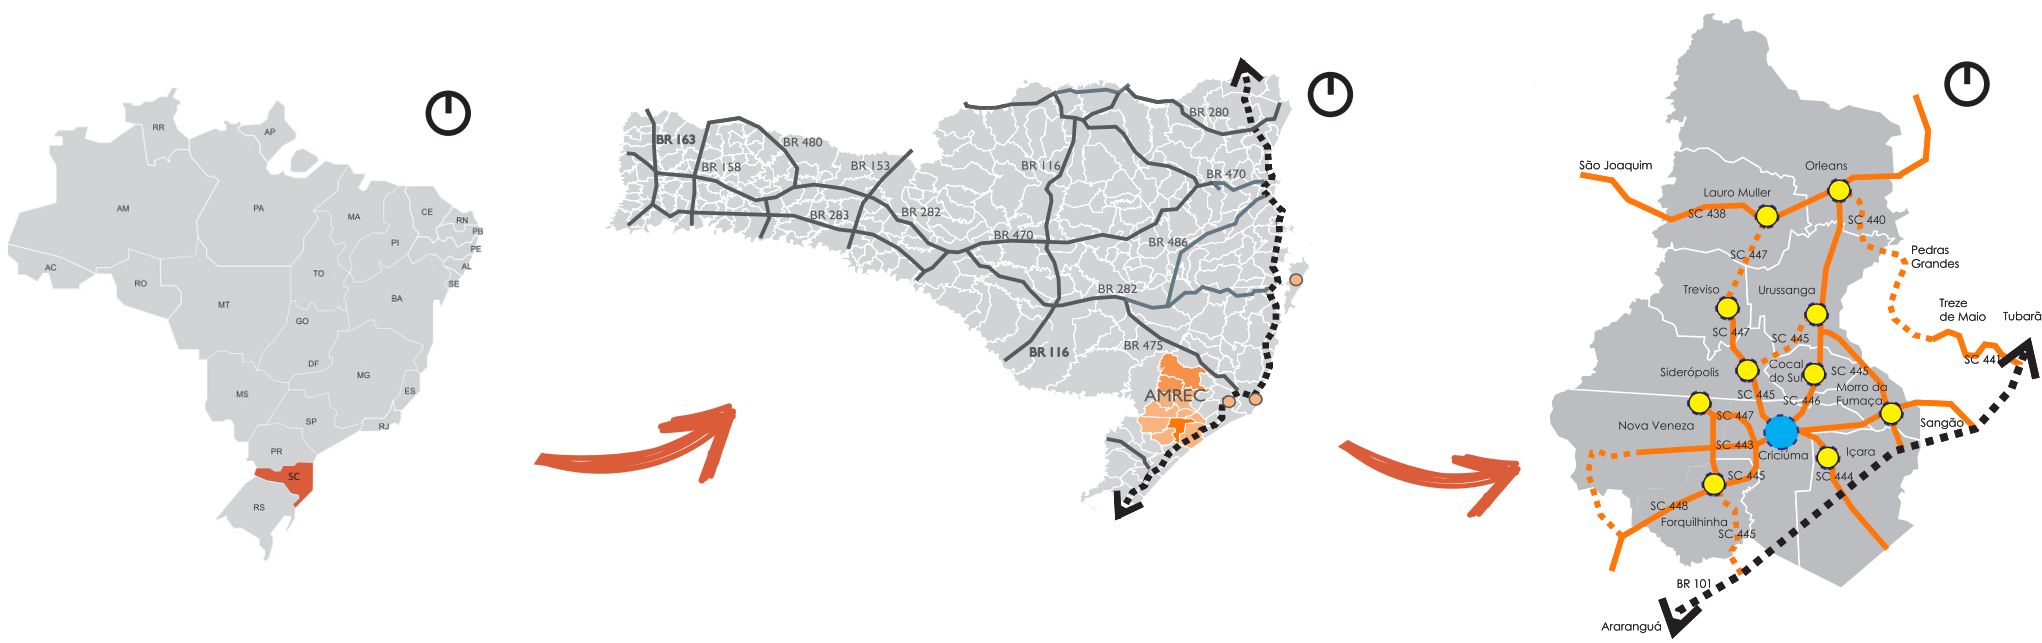 RR
AP
AM
PA
MA
CE
RN
PB
PE
AL
SE
PI
AC
RO
TO
BA
MT
GO
DF
MG
ES
MS
SP
RJ
PR
SC
RS
BR 163
BR 480
BR 158
BR 153
BR 283
BR 282
BR 116
BR 280
BR 470
BR 470
BR 486
BR 282
BR 116
BR 475
AMREC
São Joaquim
Orleans
Lauro Muller
SC 438
SC 440
SC 447
Pedras
Grandes
Treviso
Urussanga
Treze
de Maio
Tubarã
SC 447
SC 445
SC 441
Siderópolis
Cocal
do Sul
SC 445
Morro da
Fumaça
SC 445
SC 446
SC 447
Nova Veneza
Sangão
SC 443
Criciúma
Içara
SC 445
SC 444
SC 448
Forquilhinha
SC 445
BR 101
Araranguá